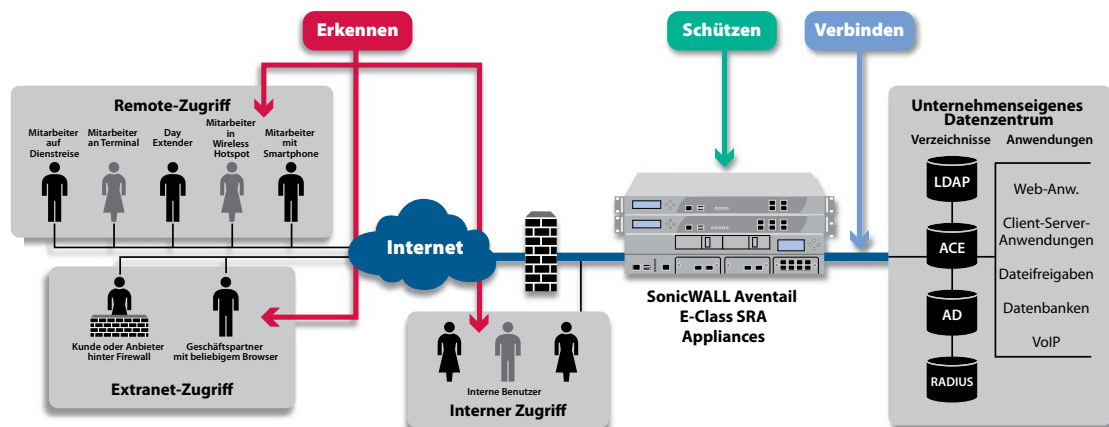 Erkennen
Schützen
Verbinden
Remote-Zugriff
Mitarbeiter
auf
Dienstreise
Mitarbeiter
an Terminal
Day
Extender
Mitarbeiter
in
Wireless
Hotspot
Mitarbeiter
mit
Smartphone
Internet
Kunde oder Anbieter
hinter Firewall
Geschäftspartner
mit beliebigem Browser
Extranet-Zugriff
Interne Benutzer
Interner Zugriff
SonicWALL Aventail
E-Class SRA
Appliances
Unternehmenseigenes
Datenzentrum
Verzeichnisse
Anwendungen
LDAP
ACE
AD
RADIUS
Web-Anw.
Client-Server-
Anwendungen
Dateifreigaben
Datenbanken
VoIP